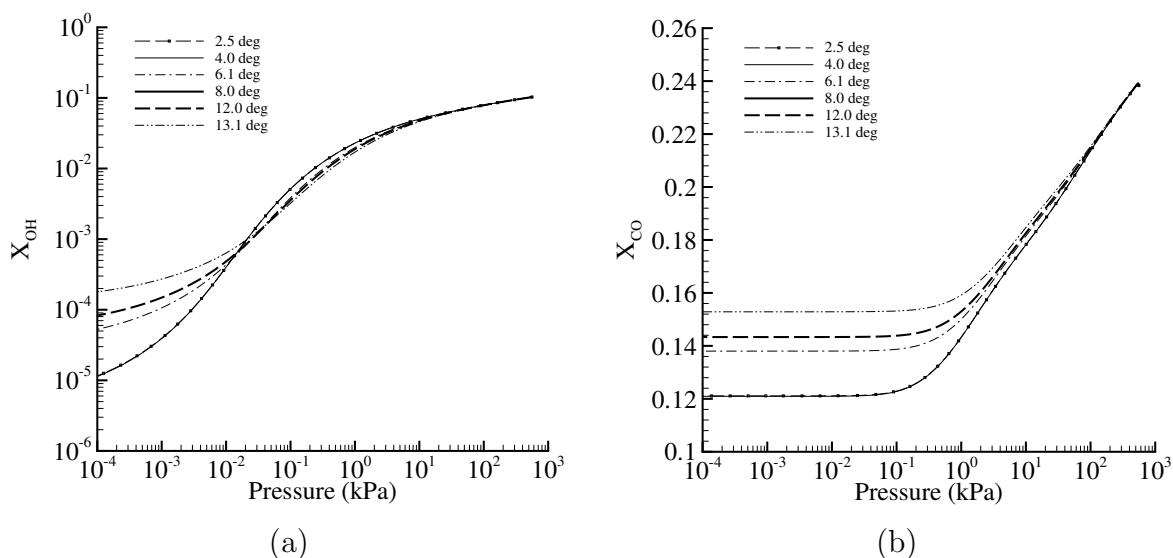 2.5 deg
4.0 deg
6.1 deg
8.0 deg
12.0 deg
13.1 deg
X_OH
10^0
10^-1
10^-2
10^-3
10^-4
10^-5
10^-6
10^-4 10^-3 10^-2 10^-1 10^0 10^1 10^2 10^3
Pressure (kPa)
(a)
2.5 deg
4.0 deg
6.1 deg
8.0 deg
12.0 deg
13.1 deg
X_CO
0.26
0.24
0.22
0.2
0.18
0.16
0.14
0.12
0.1
10^-4 10^-3 10^-2 10^-1 10^0 10^1 10^2 10^3
Pressure (kPa)
(b)